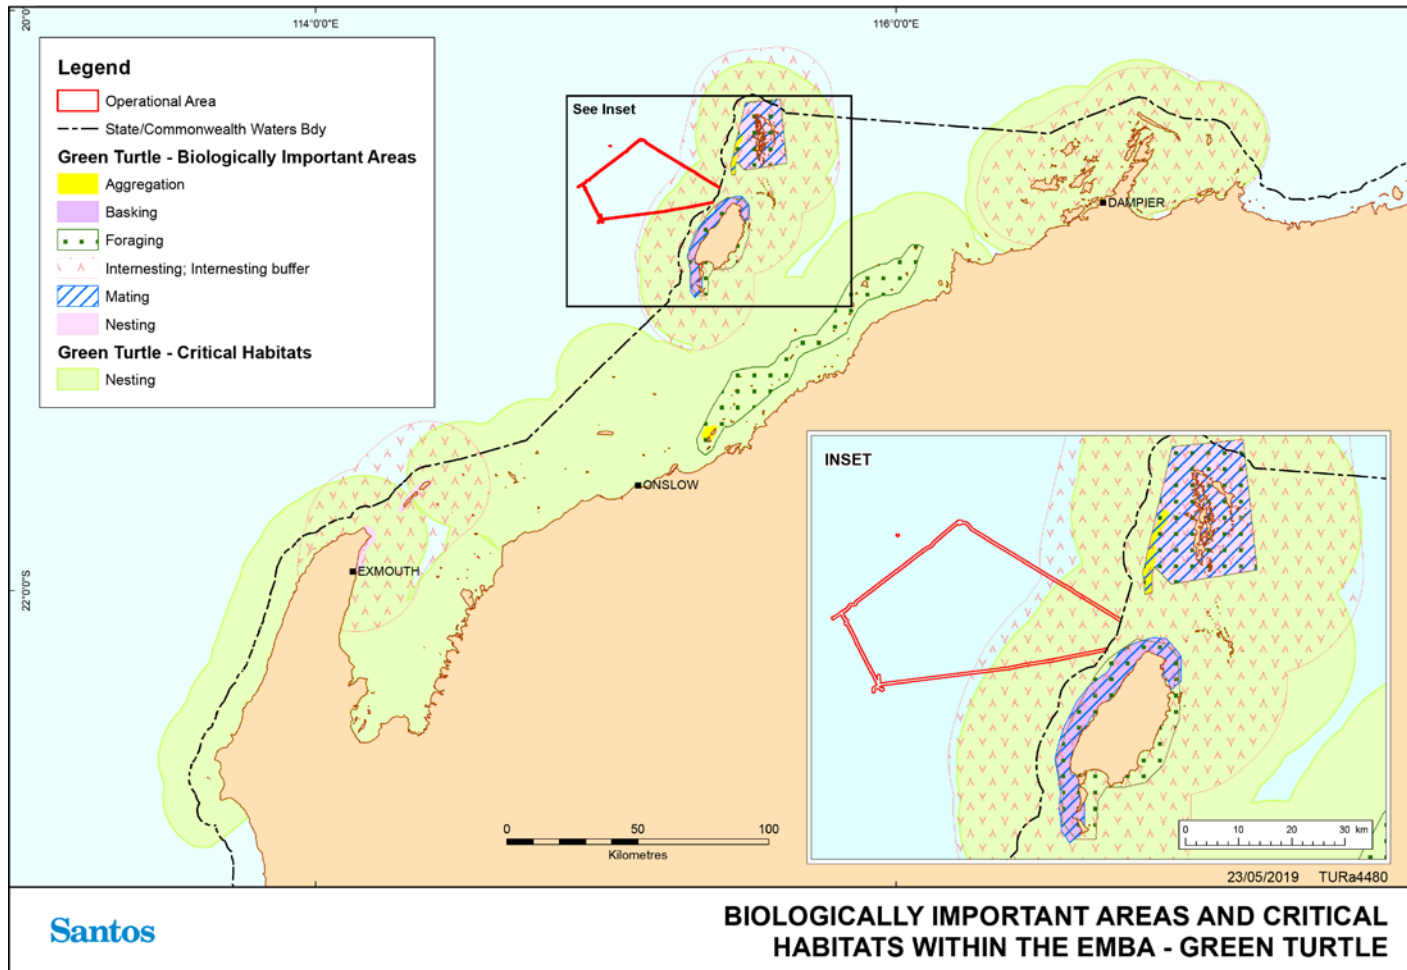 20°0'
114°0'0"E
116°0'0"E
Legend
Operational Area
State/Commonwealth Waters Bdy
Green Turtle - Biologically Important Areas
Aggregation
Basking
Foraging
Internesting; Internesting buffer
Mating
Nesting
Green Turtle - Critical Habitats
Nesting
See Inset
DAMPIER
ONSLOW
EXMOUTH
22°0'S
INSET
0 10 20 30 km
0 50 100
Kilometres
23/05/2019 TURa4480
Santos
BIOLOGICALLY IMPORTANT AREAS AND CRITICAL
HABITATS WITHIN THE EMBA - GREEN TURTLE